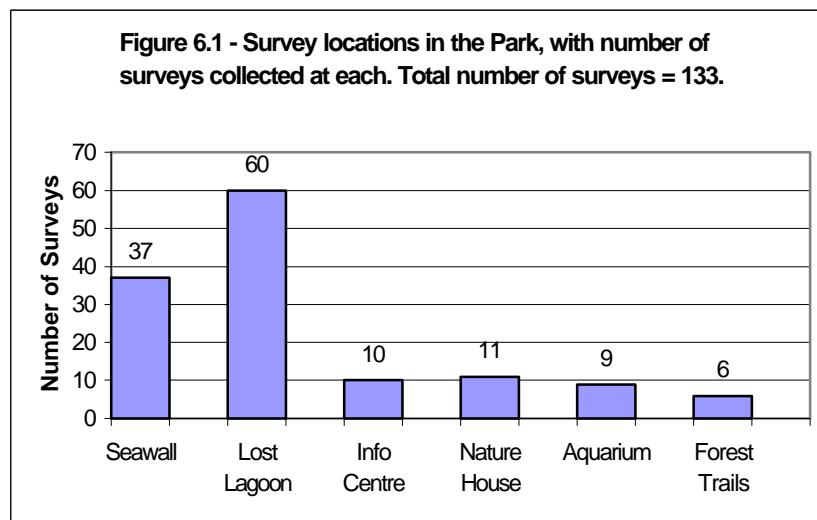 Figure 6.1 - Survey locations in the Park, with number of
surveys collected at each. Total number of surveys = 133.
Number of Surveys
70
60
50
40
30
20
10
0
37
60
10
11
9
6
Seawall
Lost
Lagoon
Info
Centre
Nature
House
Aquarium
Forest
Trails